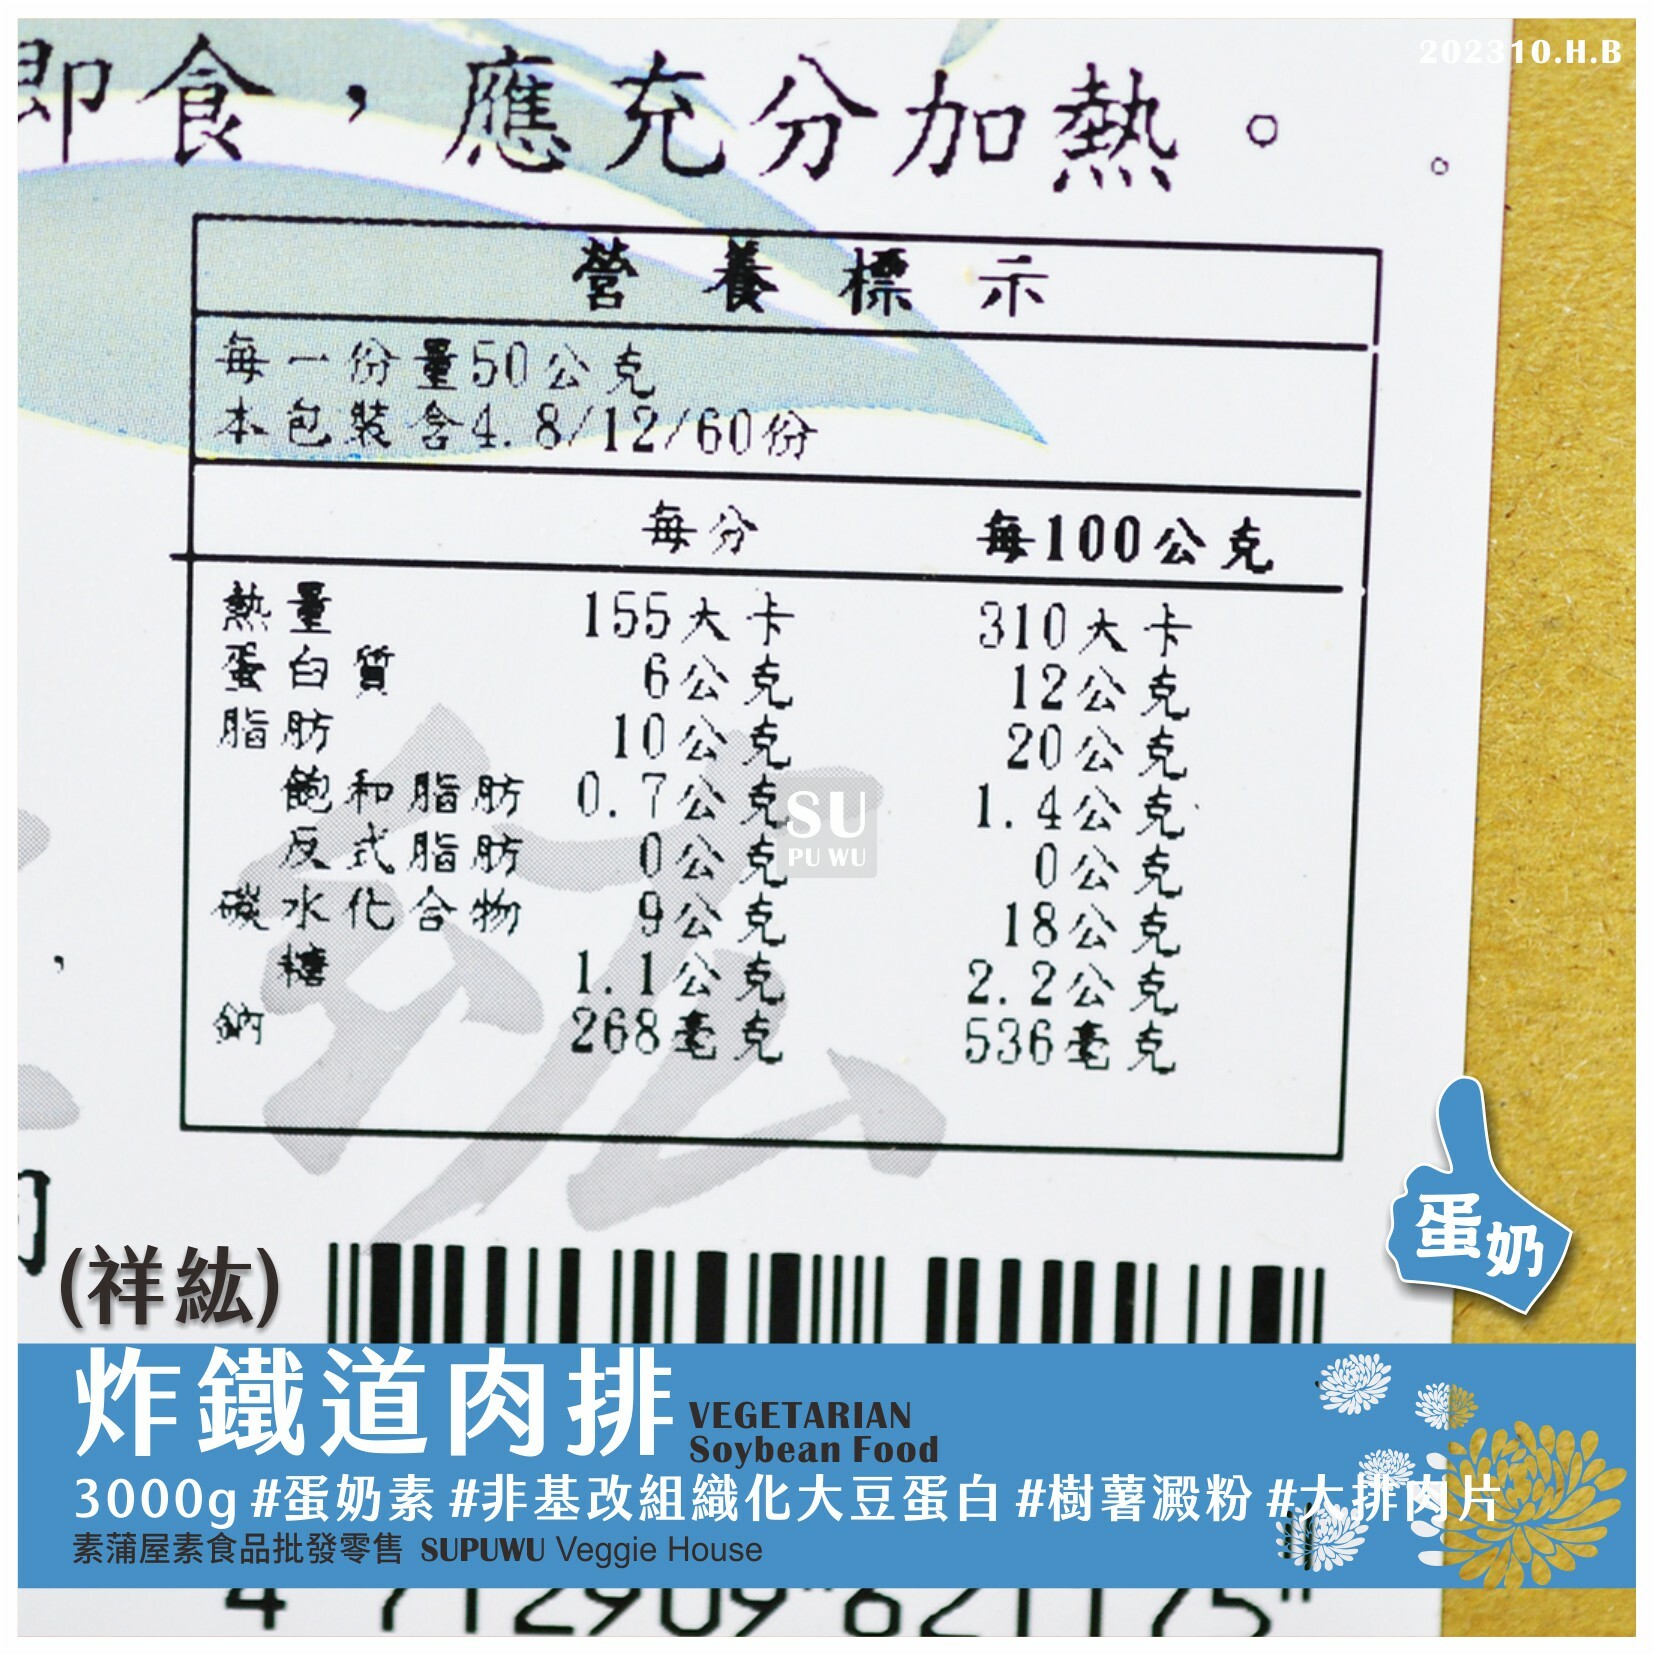 202310.H.B
即食，應充分加熱。
營養標示
每一份量50公克
本包裝含4.8/12/60份
每分 每100公克
熱量 155大卡 310大卡
蛋白質 6公克 12公克
脂肪 10公克 20公克
飽和脂肪 0.7公克 1.4公克
反式脂肪 0公克 0公克
碳水化合物 9公克 18公克
糖 1.1公克 2.2公克
鈉 268毫克 536毫克
SU
PU WU
蛋奶
(祥紘)
炸鐵道肉排
VEGETARIAN
Soybean Food
3000g #蛋奶素 #非基改組織化大豆蛋白 #樹薯澱粉 #大排肉片
素蒲屋素食品批發零售 SUPUWU Veggie House
4 712909 621175